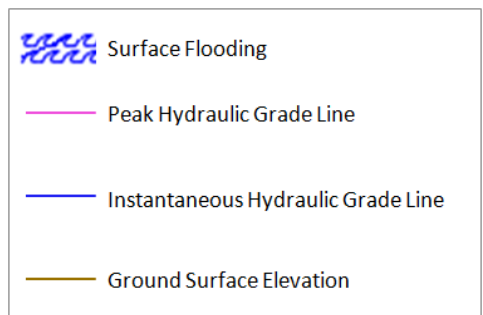 Surface Flooding
Peak Hydraulic Grade Line
Instantaneous Hydraulic Grade Line
Ground Surface Elevation